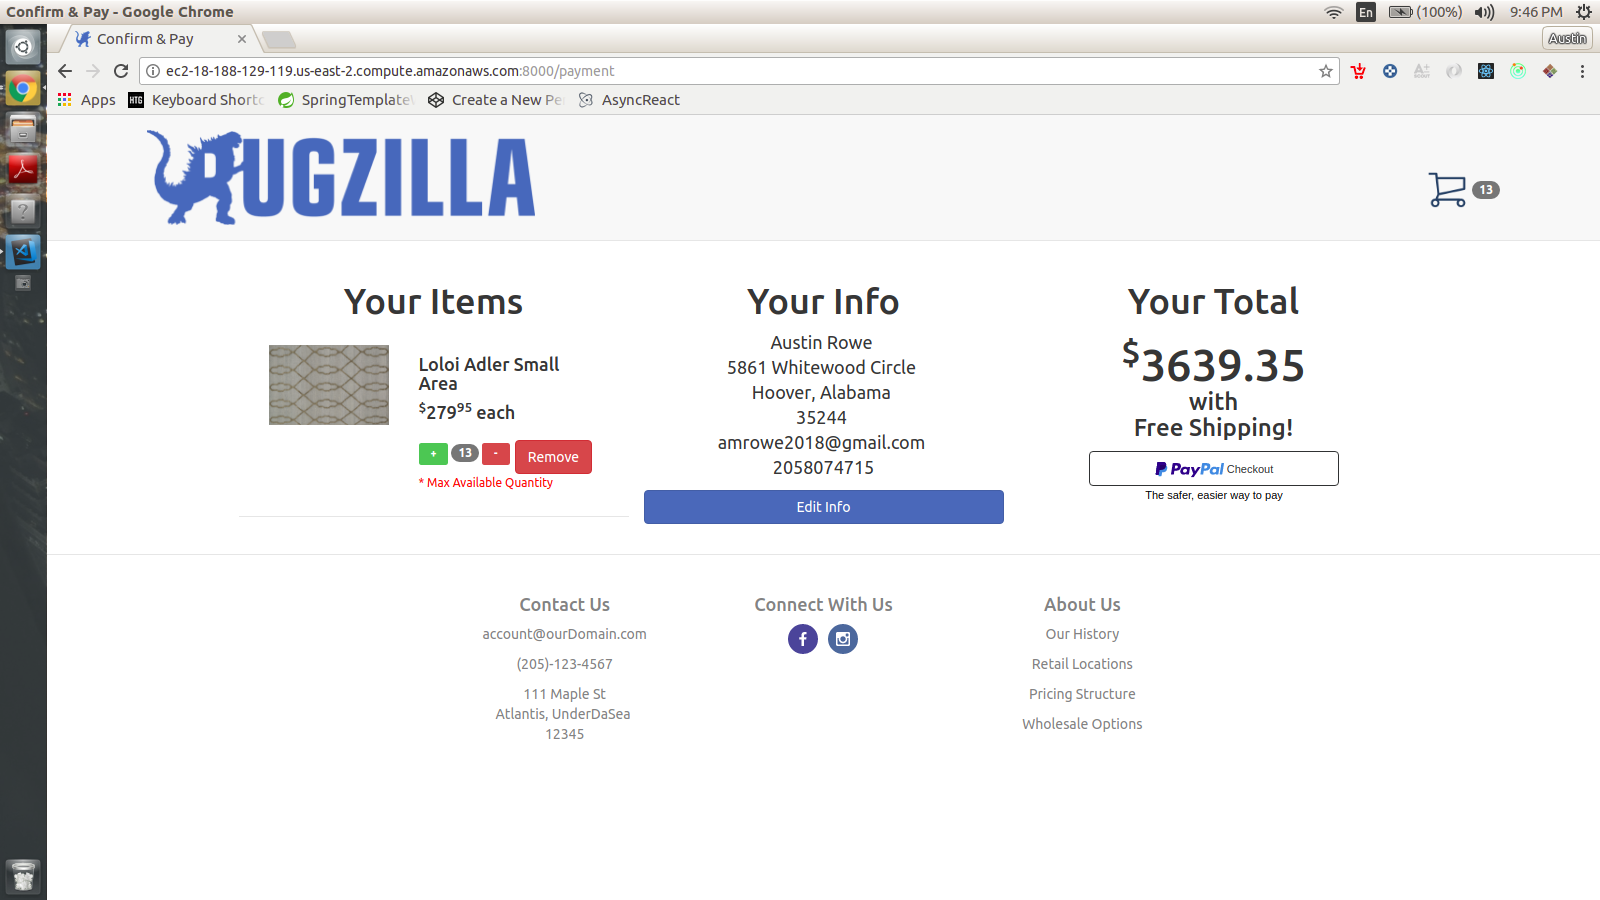 Confirm & Pay - Google Chrome
En
(100%)
9:46 PM
Confirm & Pay
Austin
ec2-18-188-129-119.us-east-2.compute.amazonaws.com:8000/payment
Apps
HTG
Keyboard Shortc
SpringTemplate
Create a New Pe
AsyncReact
RUGZILLA
13
Your Items
Loloi Adler Small
Area
$279.95 each
+ 13 - Remove
* Max Available Quantity
Your Info
Austin Rowe
5861 Whitewood Circle
Hoover, Alabama
35244
amrowe2018@gmail.com
2058074715
Edit Info
Your Total
$3639.35
with
Free Shipping!
PayPal Checkout
The safer, easier way to pay
Contact Us
account@ourDomain.com
(205)-123-4567
111 Maple St
Atlantis, UnderDaSea
12345
Connect With Us
About Us
Our History
Retail Locations
Pricing Structure
Wholesale Options